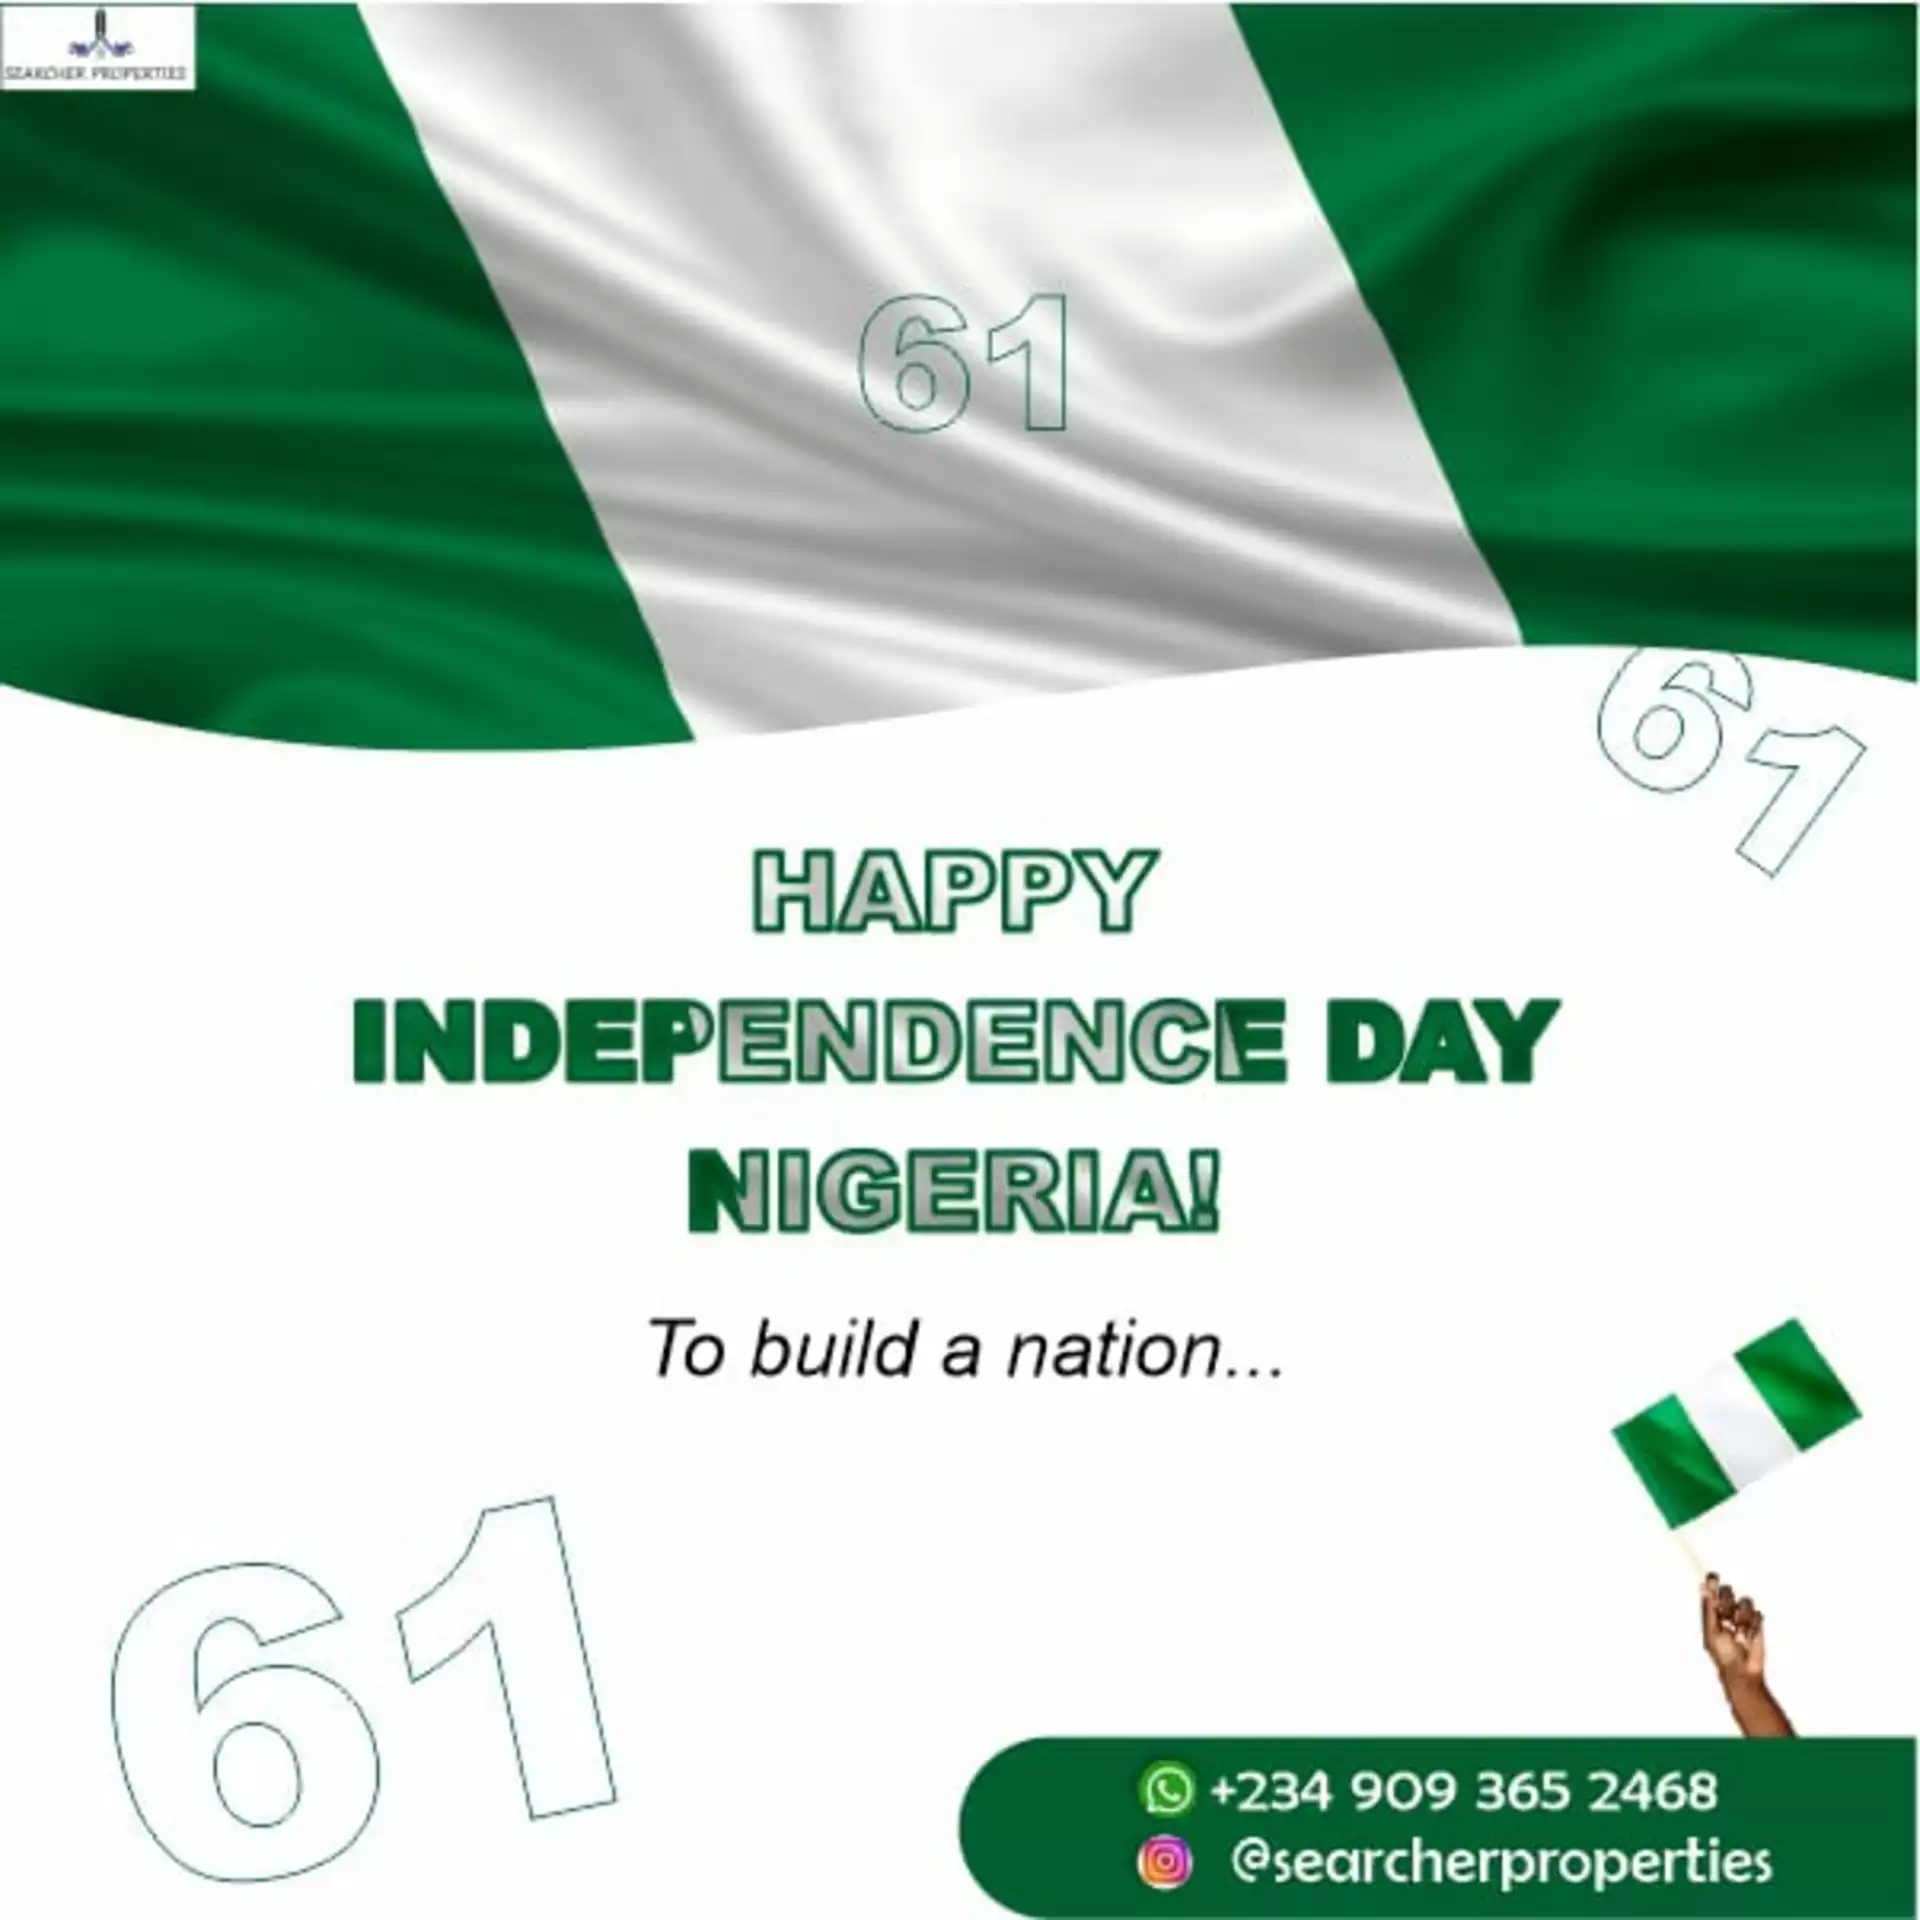 SEARCHER PROPERTIES
61
61
HAPPY
INDEPENDENCE DAY
NIGERIA!
To build a nation...
61
+234 909 365 2468
@searcherproperties